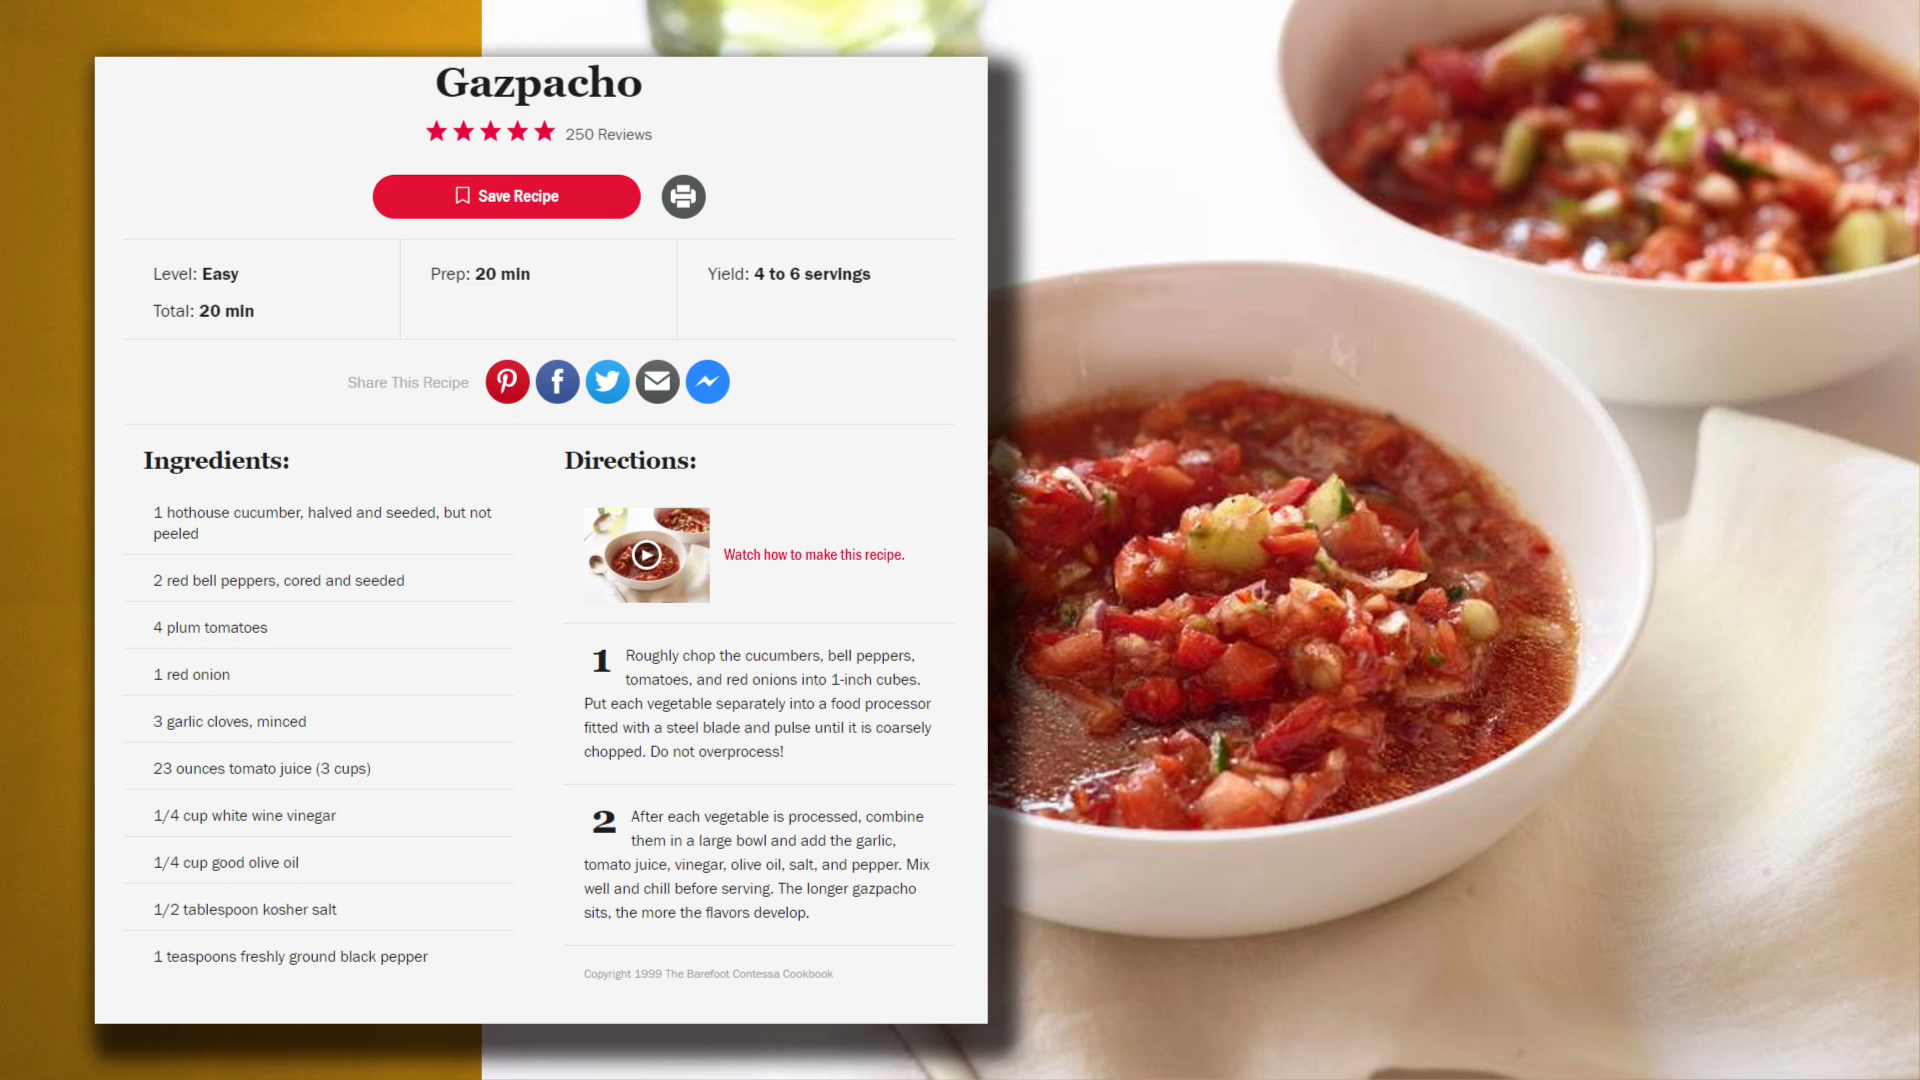 Gazpacho
250 Reviews
Save Recipe
Level: Easy
Total: 20 min
Prep: 20 min
Yield: 4 to 6 servings
Share This Recipe
Ingredients:
1 hothouse cucumber, halved and seeded, but not
peeled
2 red bell peppers, cored and seeded
4 plum tomatoes
1 red onion
3 garlic cloves, minced
23 ounces tomato juice (3 cups)
1/4 cup white wine vinegar
1/4 cup good olive oil
1/2 tablespoon kosher salt
1 teaspoons freshly ground black pepper
Directions:
Watch how to make this recipe.
1 Roughly chop the cucumbers, bell peppers,
tomatoes, and red onions into 1-inch cubes.
Put each vegetable separately into a food processor
fitted with a steel blade and pulse until it is coarsely
chopped. Do not overprocess!
2 After each vegetable is processed, combine
them in a large bowl and add the garlic,
tomato juice, vinegar, olive oil, salt, and pepper. Mix
well and chill before serving. The longer gazpacho
sits, the more the flavors develop.
Copyright 1999 The Barefoot Contessa Cookbook